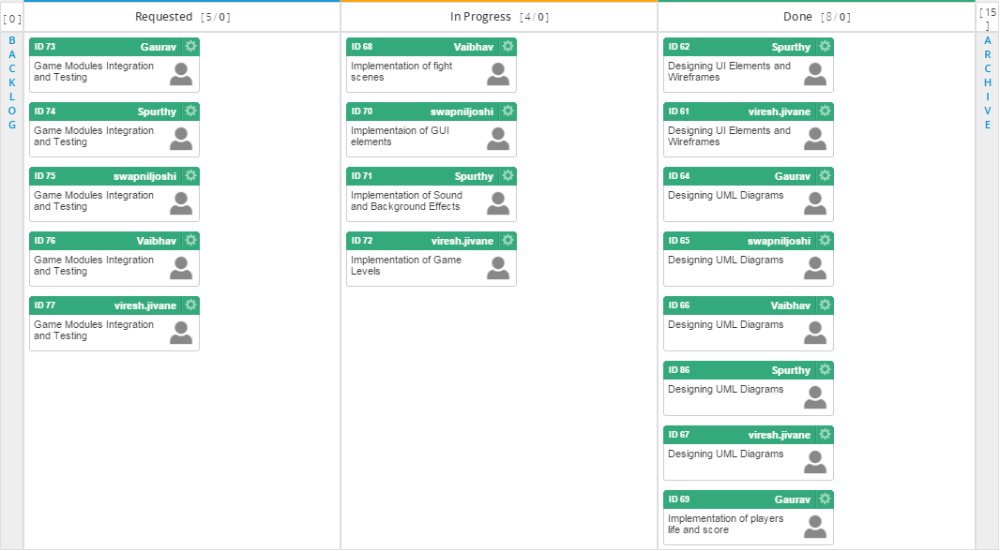 [ 0 ]
BACKLOG
Requested [ 5 / 0 ]
ID 73 Gaurav
Game Modules Integration
and Testing
ID 74 Spurthy
Game Modules Integration
and Testing
ID 75 swapniljoshi
Game Modules Integration
and Testing
ID 76 Vaibhav
Game Modules Integration
and Testing
ID 77 viresh.jivane
Game Modules Integration
and Testing
In Progress [ 4 / 0 ]
ID 68 Vaibhav
Implementation of fight
scenes
ID 70 swapniljoshi
Implementaion of GUI
elements
ID 71 Spurthy
Implementation of Sound
and Background Effects
ID 72 viresh.jivane
Implementation of Game
Levels
Done [ 8 / 0 ]
ID 62 Spurthy
Designing UI Elements and
Wireframes
ID 61 viresh.jivane
Designing UI Elements and
Wireframes
ID 64 Gaurav
Designing UML Diagrams
ID 65 swapniljoshi
Designing UML Diagrams
ID 66 Vaibhav
Designing UML Diagrams
ID 86 Spurthy
Designing UML Diagrams
ID 67 viresh.jivane
Designing UML Diagrams
ID 69 Gaurav
Implementation of players
life and score
[ 15
]
ARCHIVE